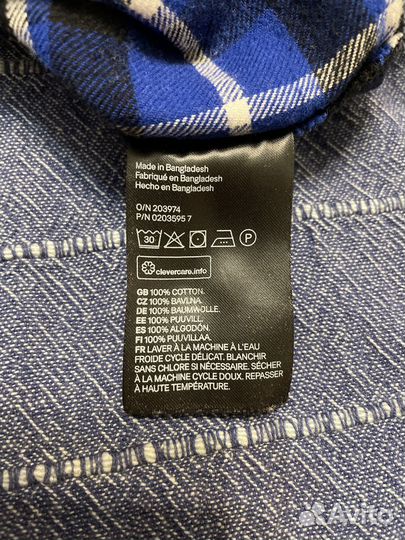 Made in Bangladesh
Fabriqué en Bangladesh
Hecho en Bangladesh
O/N 203974
P/N 0203595 7
30 P
clevercare.info
GB 100% COTTON.
CZ 100% BAVLNA.
DE 100% BAUMWOLLE.
EE 100% PUUVILL.
ES 100% ALGODÓN.
FI 100% PUUVILLAA.
FR LAVER À LA MACHINE À L'EAU
FROIDE CYCLE DÉLICAT. BLANCHIR
SANS CHLORE SI NÉCESSAIRE. SÉCHER
À LA MACHINE CYCLE DOUX. REPASSER
À HAUTE TEMPÉRATURE.
Avito